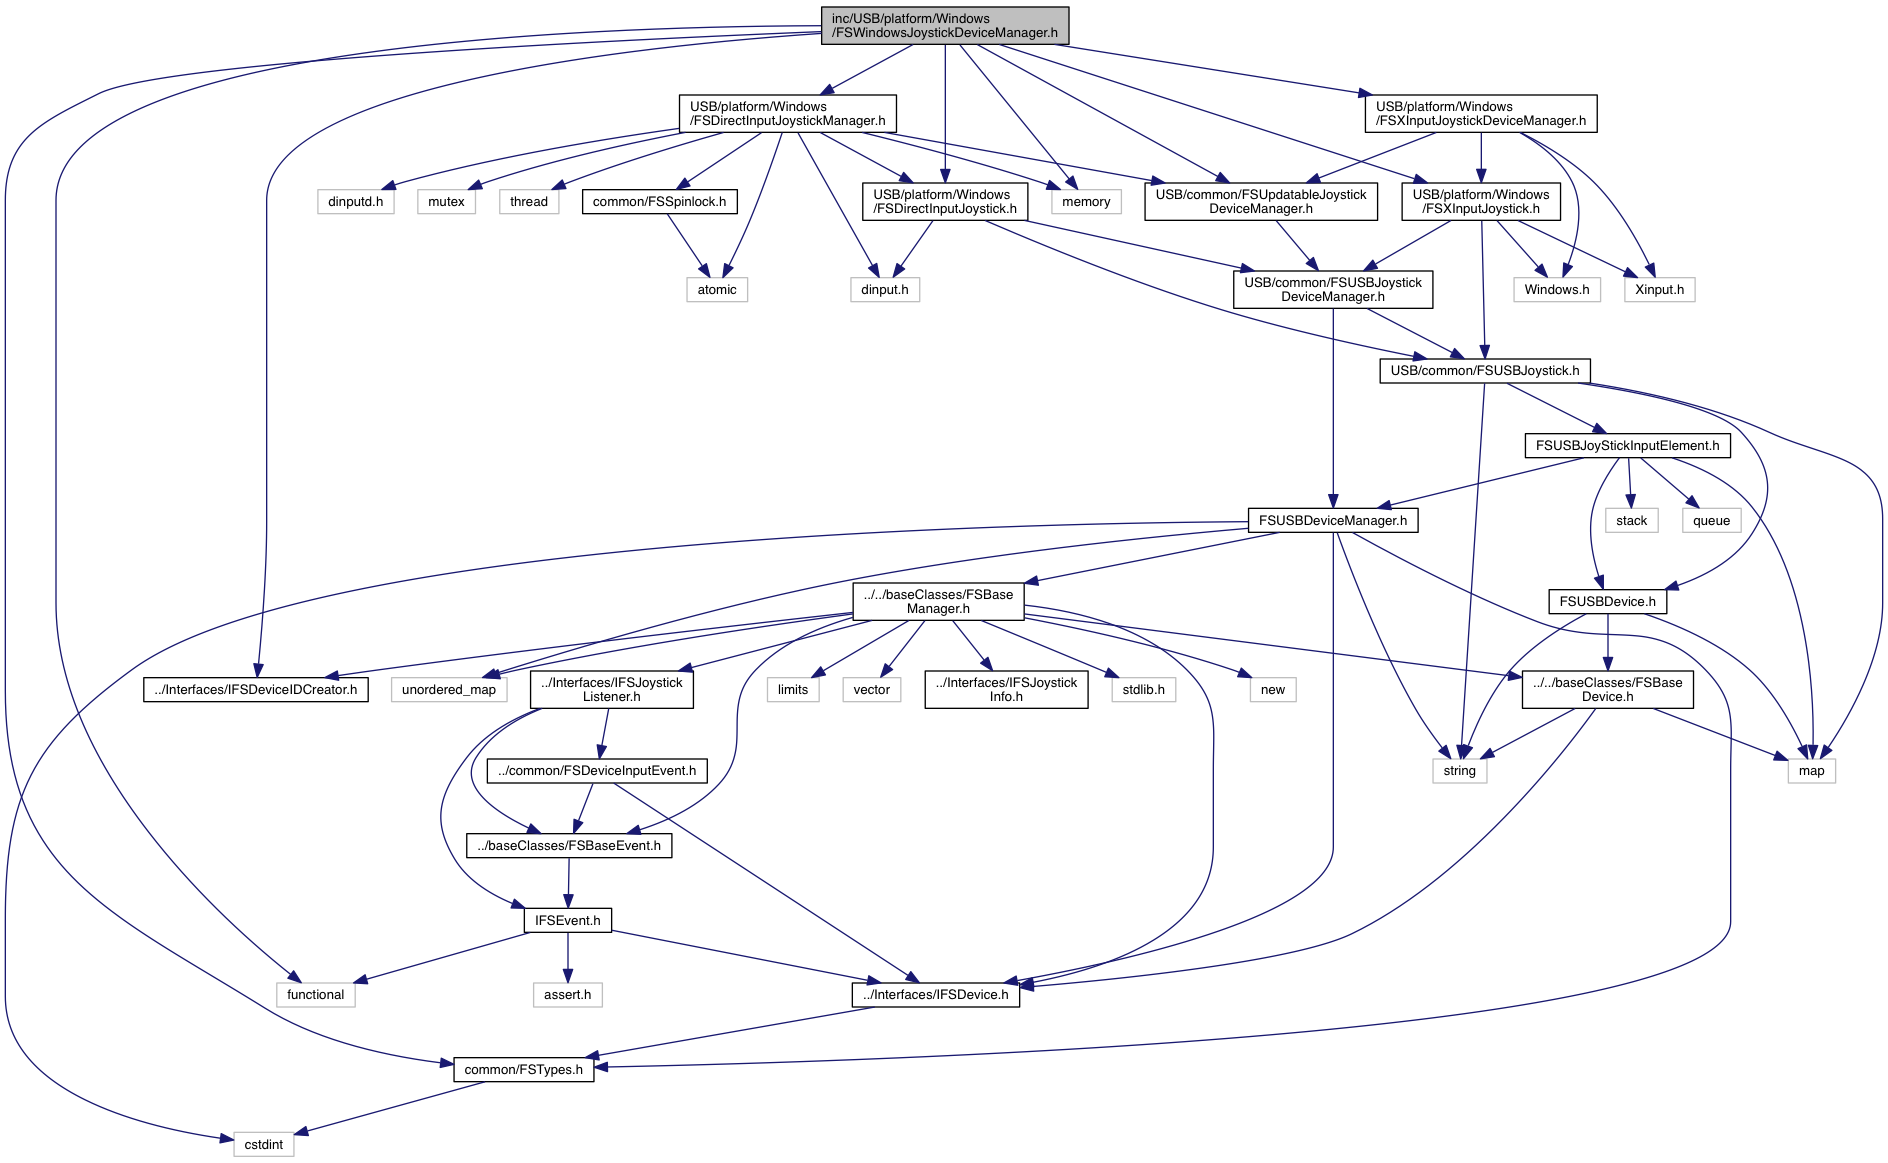 inc/USB/platform/Windows
/FSWindowsJoystickDeviceManager.h
USB/platform/Windows
/FSDirectInputJoystickManager.h
USB/platform/Windows
/FSXInputJoystickDeviceManager.h
dinputd.h
mutex
thread
common/FSSpinlock.h
USB/platform/Windows
/FSDirectInputJoystick.h
memory
USB/common/FSUpdatableJoystick
DeviceManager.h
USB/platform/Windows
/FSXInputJoystick.h
atomic
dinput.h
USB/common/FSUSBJoystick
DeviceManager.h
Windows.h
Xinput.h
USB/common/FSUSBJoystick.h
FSUSBJoyStickInputElement.h
FSUSBDeviceManager.h
stack
queue
../../baseClasses/FSBase
Manager.h
FSUSBDevice.h
../Interfaces/IFSDeviceIDCreator.h
unordered_map
../Interfaces/IFSJoystick
Listener.h
limits
vector
../Interfaces/IFSJoystick
Info.h
stdlib.h
new
../../baseClasses/FSBase
Device.h
../common/FSDeviceInputEvent.h
string
map
../baseClasses/FSBaseEvent.h
IFSEvent.h
functional
assert.h
../Interfaces/IFSDevice.h
common/FSTypes.h
cstdint